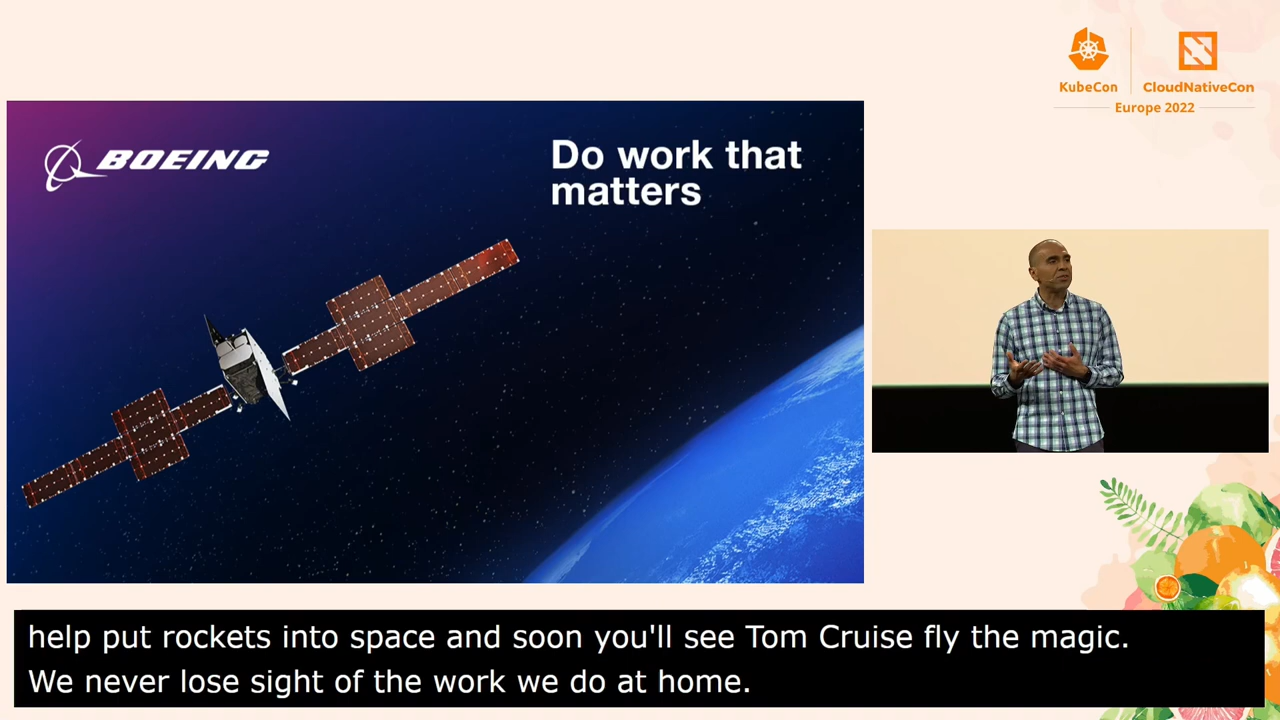 KubeCon
CloudNativeCon
Europe 2022
BOEING
Do work that
matters
help put rockets into space and soon you'll see Tom Cruise fly the magic.
We never lose sight of the work we do at home.